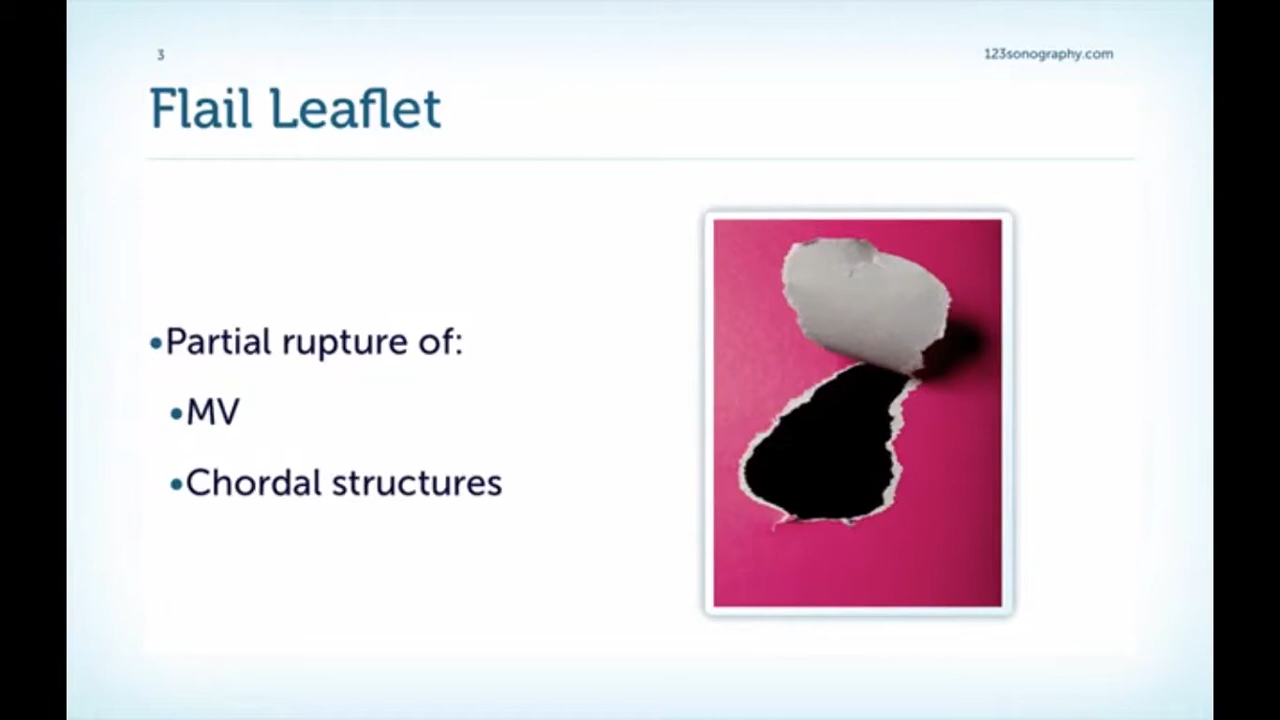 3
123sonography.com
Flail Leaflet
•Partial rupture of:
•MV
•Chordal structures